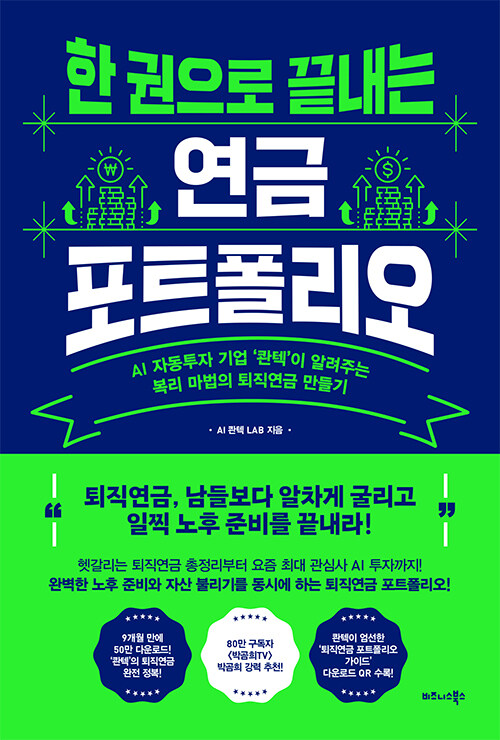 한 권으로 끝내는
연금
₩
$
포트폴리오
AI 자동투자 기업 ‘콴텍’이 알려주는
복리 마법의 퇴직연금 만들기
• AI 콴텍 LAB 지음 •
“퇴직연금, 남들보다 알차게 굴리고
일찍 노후 준비를 끝내라!”
헷갈리는 퇴직연금 총정리부터 요즘 최대 관심사 AI 투자까지!
완벽한 노후 준비와 자산 불리기를 동시에 하는 퇴직연금 포트폴리오!
9개월 만에
50만 다운로드!
‘콴텍’의 퇴직연금
완전 정복!
80만 구독자
〈박곰희TV〉
박곰희 강력 추천!
콴텍이 엄선한
‘퇴직연금 포트폴리오
가이드’
다운로드 QR 수록!
비즈니스북스